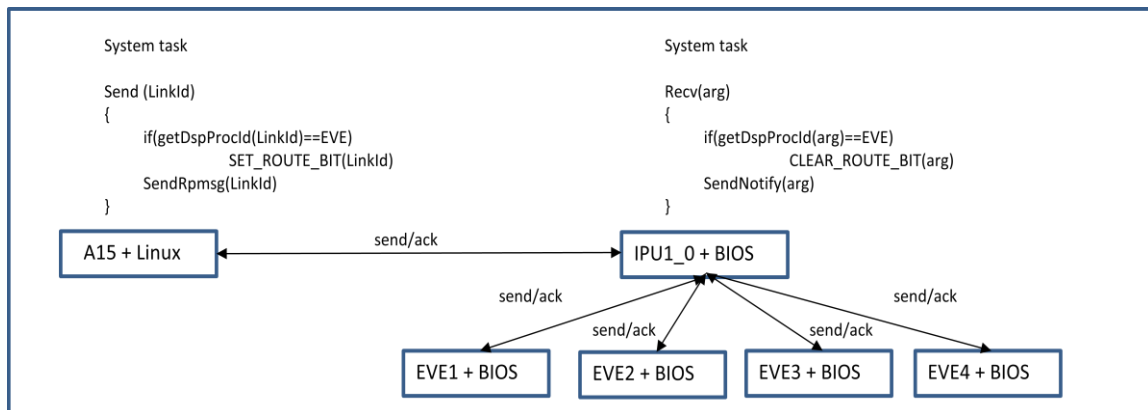 System task
Send (LinkId)
{
if(getDspProcId(LinkId)==EVE)
SET_ROUTE_BIT(LinkId)
SendRpmsg(LinkId)
}
System task
Recv(arg)
{
if(getDspProcId(arg)==EVE)
CLEAR_ROUTE_BIT(arg)
SendNotify(arg)
}
A15 + Linux
send/ack
IPU1_0 + BIOS
send/ack
send/ack
send/ack
send/ack
EVE1 + BIOS
EVE2 + BIOS
EVE3 + BIOS
EVE4 + BIOS